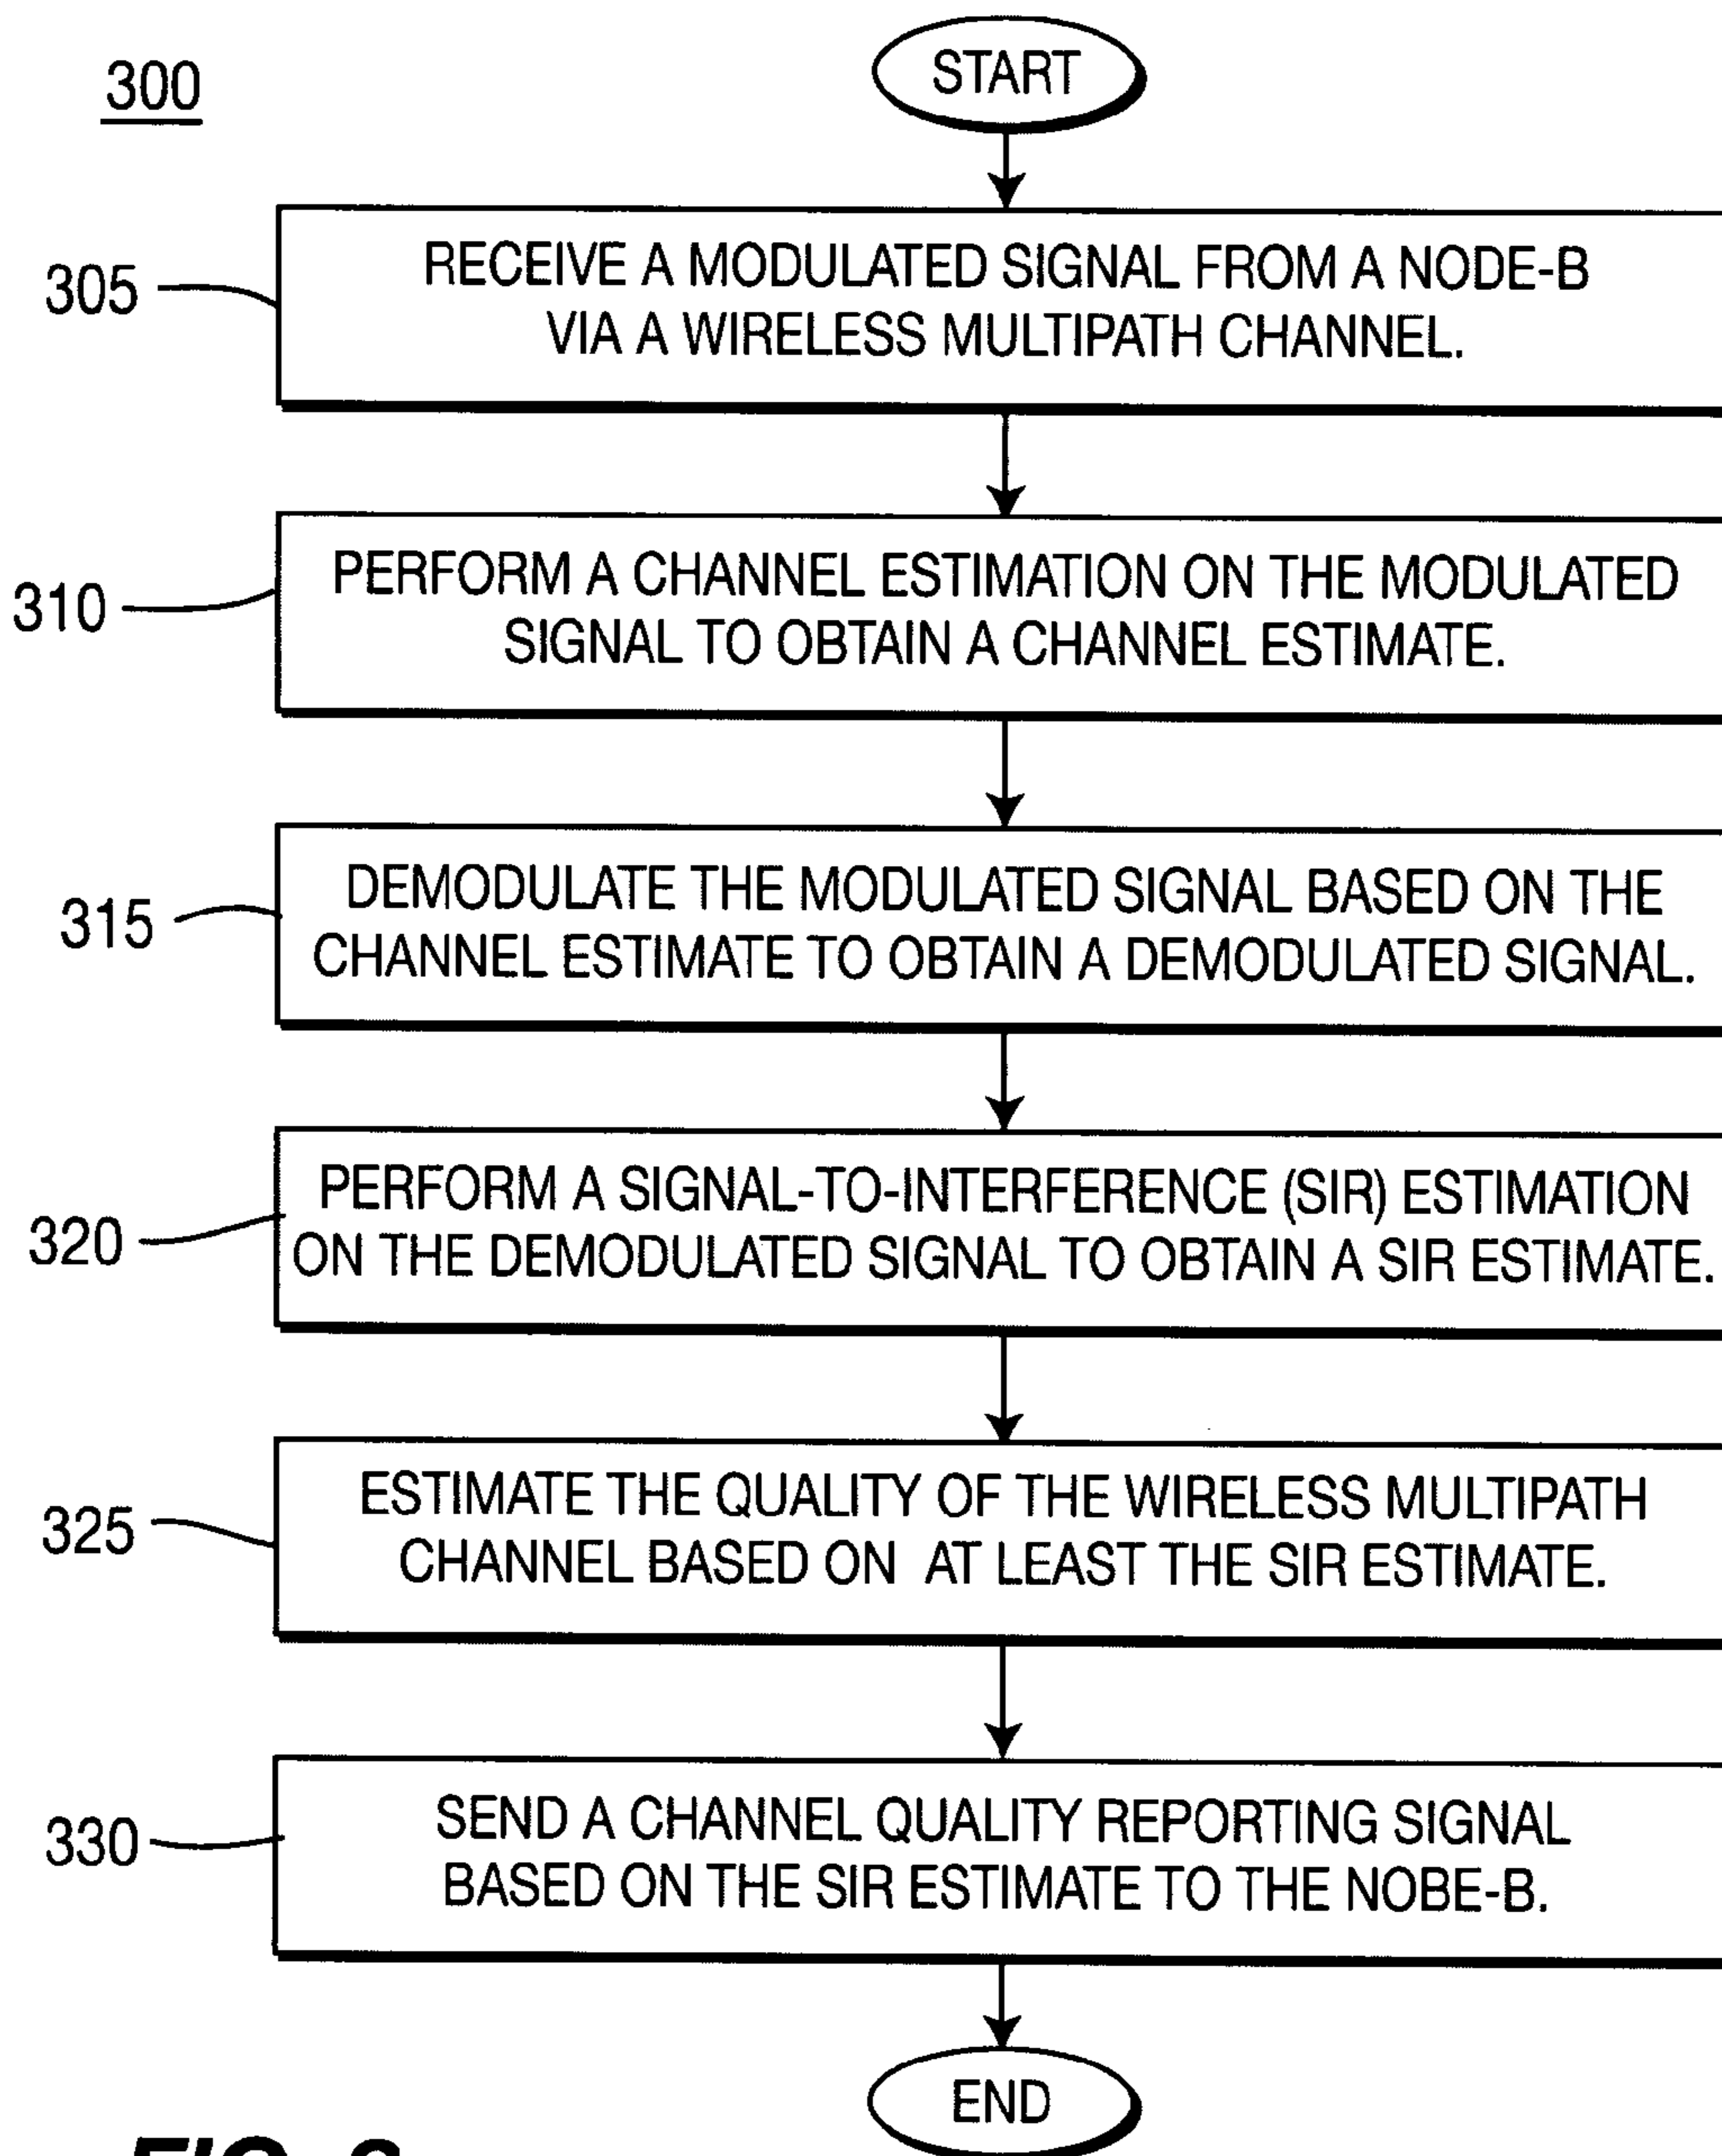 300
START
305
RECEIVE A MODULATED SIGNAL FROM A NODE-B
VIA A WIRELESS MULTIPATH CHANNEL.
310
PERFORM A CHANNEL ESTIMATION ON THE MODULATED
SIGNAL TO OBTAIN A CHANNEL ESTIMATE.
315
DEMODULATE THE MODULATED SIGNAL BASED ON THE
CHANNEL ESTIMATE TO OBTAIN A DEMODULATED SIGNAL.
320
PERFORM A SIGNAL-TO-INTERFERENCE (SIR) ESTIMATION
ON THE DEMODULATED SIGNAL TO OBTAIN A SIR ESTIMATE.
325
ESTIMATE THE QUALITY OF THE WIRELESS MULTIPATH
CHANNEL BASED ON AT LEAST THE SIR ESTIMATE.
330
SEND A CHANNEL QUALITY REPORTING SIGNAL
BASED ON THE SIR ESTIMATE TO THE NOBE-B.
END
FIG.